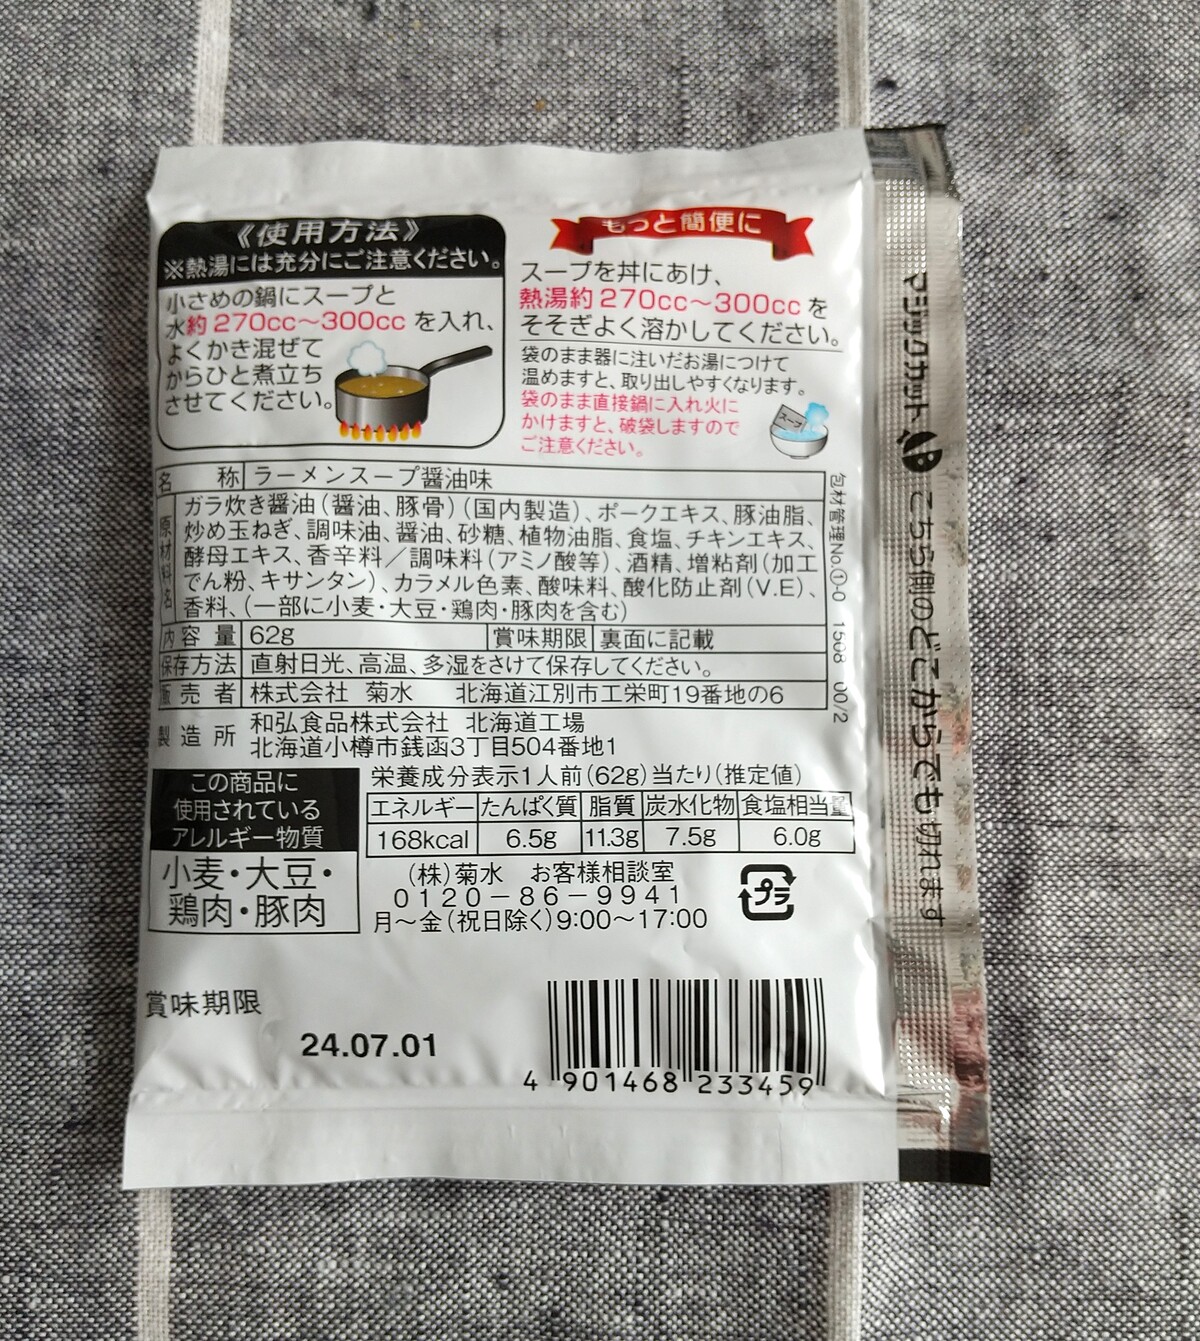 《使用方法》
※熱湯には充分にご注意ください。
小さめの鍋にスープと
水約270cc～300ccを入れ、
よくかき混ぜて
からひと煮立ち
させてください。
もっと簡便に
スープを丼にあけ、
熱湯約270cc～300ccを
そそぎよく溶かしてください。
袋のまま器に注いだお湯につけて
温めますと、取り出しやすくなります。
袋のまま直接鍋に入れ火に
かけますと、破袋しますので
ご注意ください。
スープ
名称 ラーメンスープ醤油味
原材料名 ガラ炊き醤油（醤油、豚骨）（国内製造）、ポークエキス、豚油脂、
炒め玉ねぎ、調味油、醤油、砂糖、植物油脂、食塩、チキンエキス、
酵母エキス、香辛料／調味料（アミノ酸等）、酒精、増粘剤（加工
でん粉、キサンタン）、カラメル色素、酸味料、酸化防止剤（V.E）、
香料、（一部に小麦・大豆・鶏肉・豚肉を含む）
内容量 62g 賞味期限 裏面に記載
保存方法 直射日光、高温、多湿をさけて保存してください。
販売者 株式会社 菊水 北海道江別市工栄町19番地の6
製造所 和弘食品株式会社 北海道工場
北海道小樽市銭函3丁目504番地1
包材管理No.①-0 1508 00/2
この商品に
使用されている
アレルギー物質
小麦・大豆・
鶏肉・豚肉
栄養成分表示1人前(62g)当たり(推定値)
エネルギー たんぱく質 脂質 炭水化物 食塩相当量
168kcal 6.5g 11.3g 7.5g 6.0g
(株)菊水 お客様相談室
0120－86－9941
月～金(祝日除く)9:00～17:00
プラ
賞味期限
24.07.01
4 901468 233459
マジックカット こちら側のどこからでも切れます